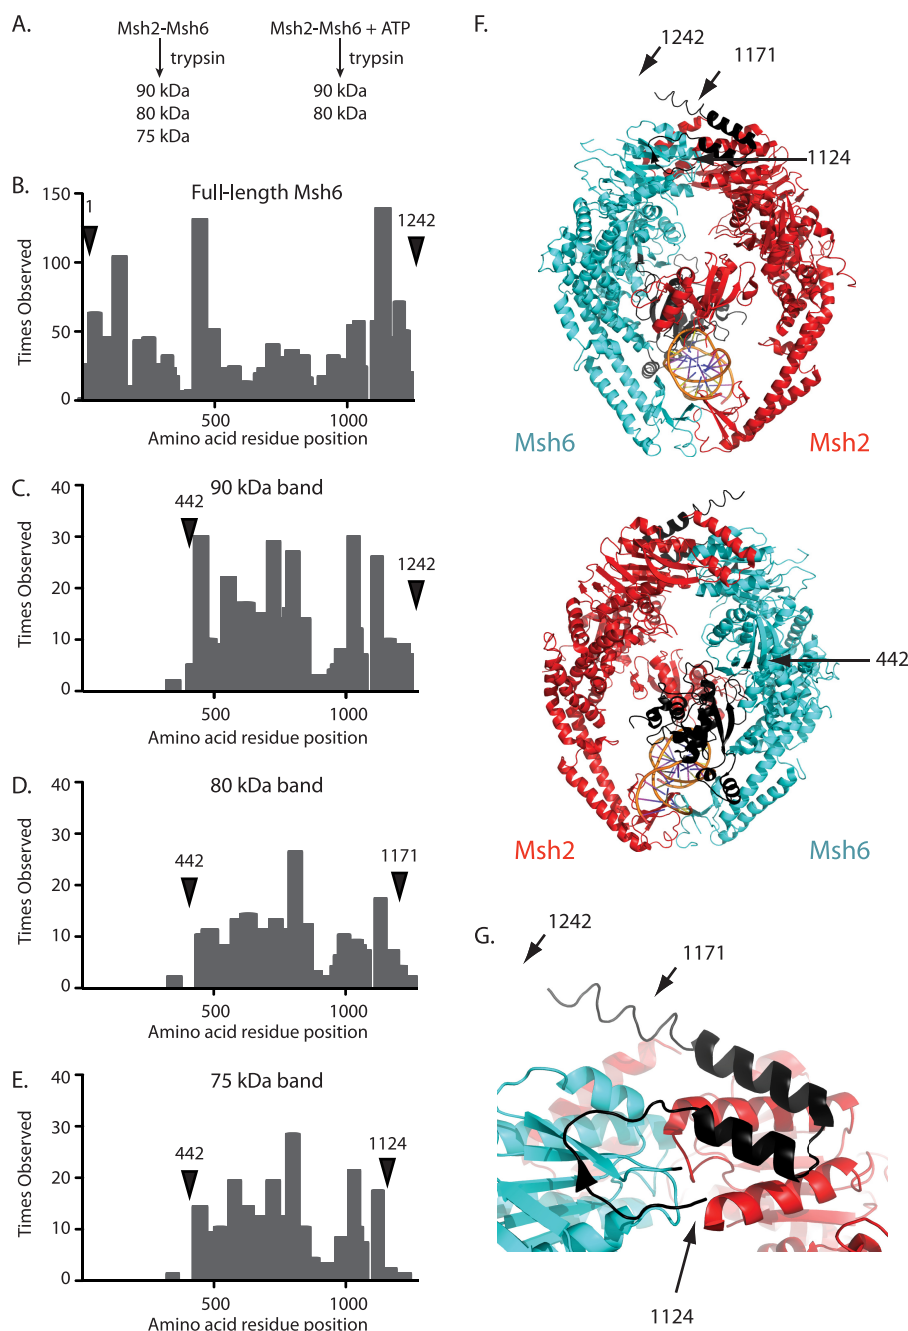 A.
Msh2-Msh6
trypsin
90 kDa
80 kDa
75 kDa
Msh2-Msh6 + ATP
trypsin
90 kDa
80 kDa
B.
Full-length Msh6
1
1242
150
100
50
0
Times Observed
500
1000
Amino acid residue position
C.
90 kDa band
442
1242
40
30
20
10
0
Times Observed
500
1000
Amino acid residue position
D.
80 kDa band
442
1171
40
30
20
10
0
Times Observed
500
1000
Amino acid residue position
E.
75 kDa band
442
1124
40
30
20
10
0
Times Observed
500
1000
Amino acid residue position
F.
1242
1171
1124
Msh6
Msh2
442
Msh2
Msh6
G.
1242
1171
1124